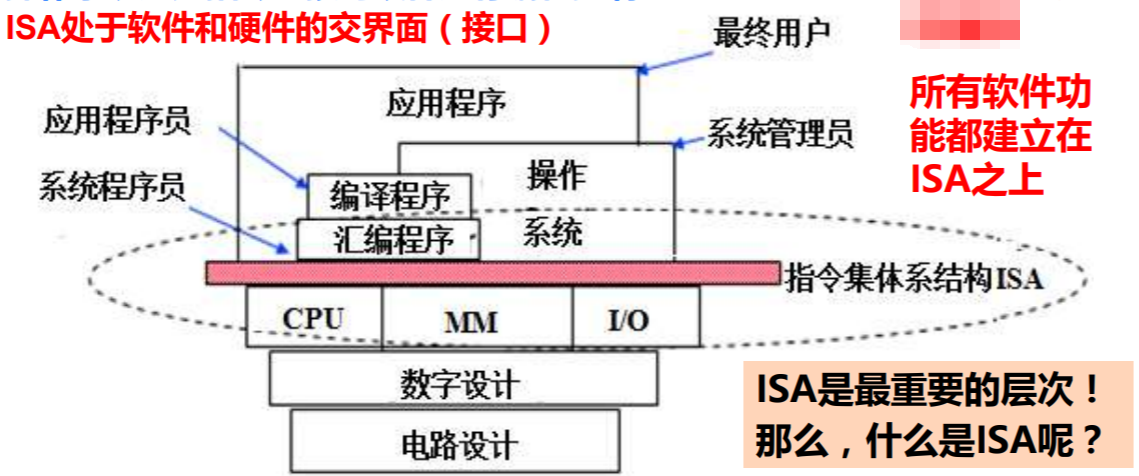 ISA处于软件和硬件的交界面（接口）
最终用户
应用程序
应用程序员
系统管理员
所有软件功
能都建立在
ISA之上
操作
系统程序员
编译程序
系统
汇编程序
指令集体系结构ISA
CPU
MM
I/O
数字设计
电路设计
ISA是最重要的层次！
那么，什么是ISA呢？